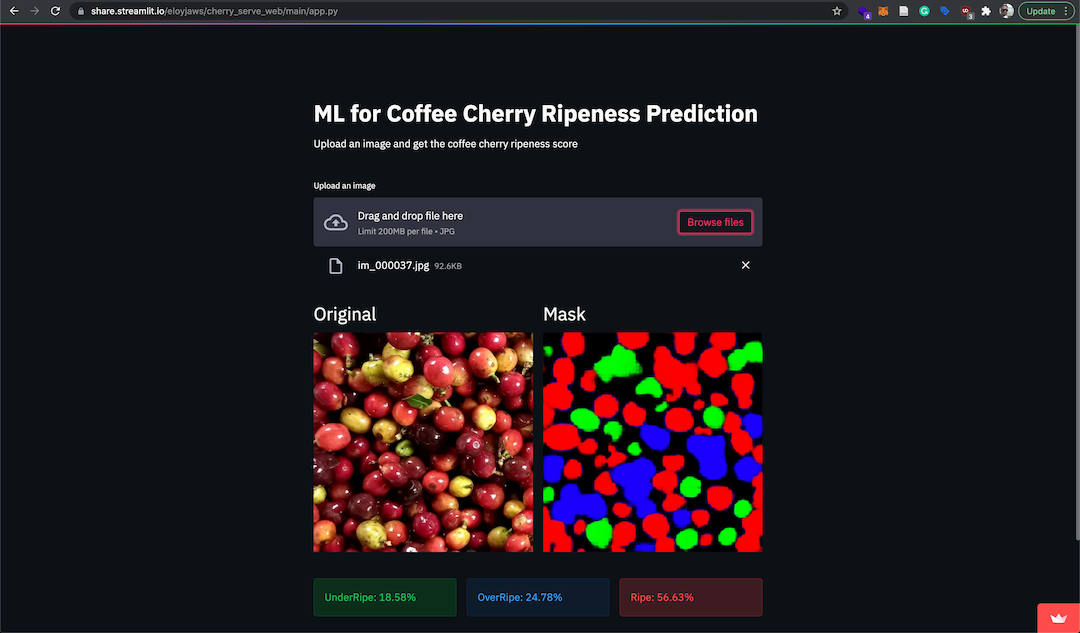 share.streamlit.io/eloyjaws/cherry_serve_web/main/app.py
4
3
Update
ML for Coffee Cherry Ripeness Prediction
Upload an image and get the coffee cherry ripeness score
Upload an image
Drag and drop file here
Limit 200MB per file • JPG
Browse files
im_000037.jpg 92.6KB
Original
Mask
UnderRipe: 18.58%
OverRipe: 24.78%
Ripe: 56.63%